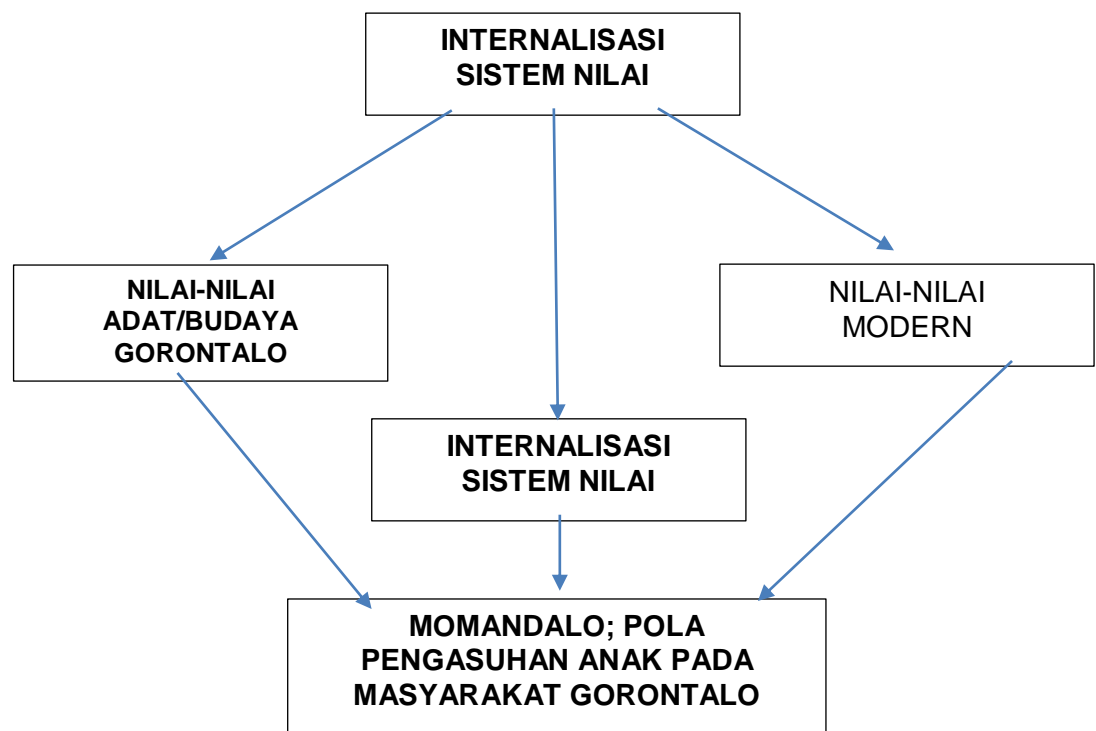 INTERNALISASI
SISTEM NILAI
NILAI-NILAI
ADAT/BUDAYA
GORONTALO
NILAI-NILAI
MODERN
INTERNALISASI
SISTEM NILAI
MOMANDALO; POLA
PENGASUHAN ANAK PADA
MASYARAKAT GORONTALO